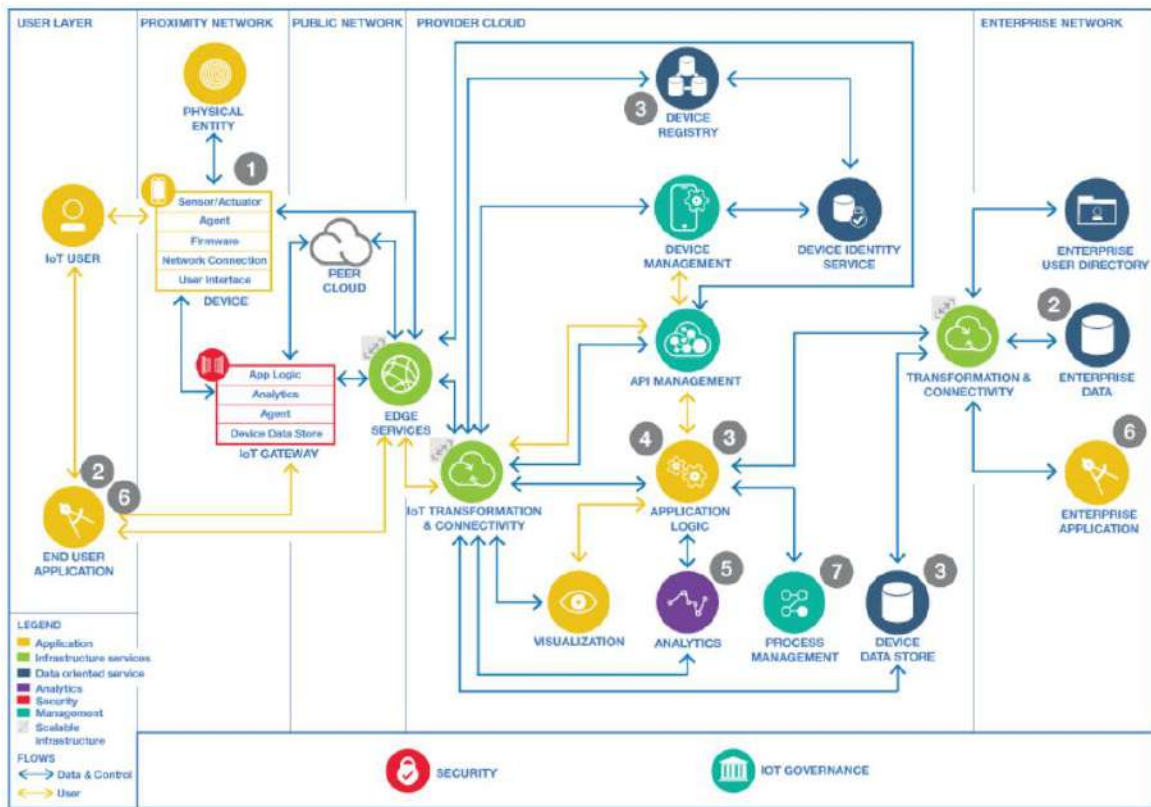 USER LAYER
PROXIMITY NETWORK
PUBLIC NETWORK
PROVIDER CLOUD
ENTERPRISE NETWORK
PHYSICAL
ENTITY
1
Sensor/Actuator
Agent
Firmware
Network Connection
User Interface
DEVICE
IoT USER
PEER
CLOUD
3
DEVICE
REGISTRY
DEVICE
MANAGEMENT
DEVICE IDENTITY
SERVICE
ENTERPRISE
USER DIRECTORY
App Logic
Analytics
Agent
Device Data Store
IoT GATEWAY
EDGE
SERVICES
API MANAGEMENT
TRANSFORMATION &
CONNECTIVITY
2
ENTERPRISE
DATA
2
6
END USER
APPLICATION
IoT TRANSFORMATION
& CONNECTIVITY
4
3
APPLICATION
LOGIC
6
ENTERPRISE
APPLICATION
VISUALIZATION
5
ANALYTICS
7
PROCESS
MANAGEMENT
3
DEVICE
DATA STORE
LEGEND
Application
Infrastructure services
Data oriented service
Analytics
Security
Management
Scalable
infrastructure
FLOWS
Data & Control
User
SECURITY
IOT GOVERNANCE